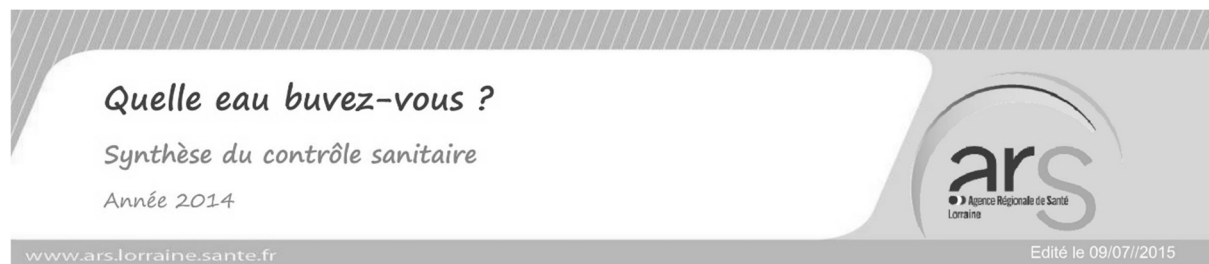 Quelle eau buvez-vous ?
Synthèse du contrôle sanitaire
Année 2014
ars
Agence Régionale de Santé
Lorraine
www.ars.lorraine.sante.fr
Edité le 09/07//2015